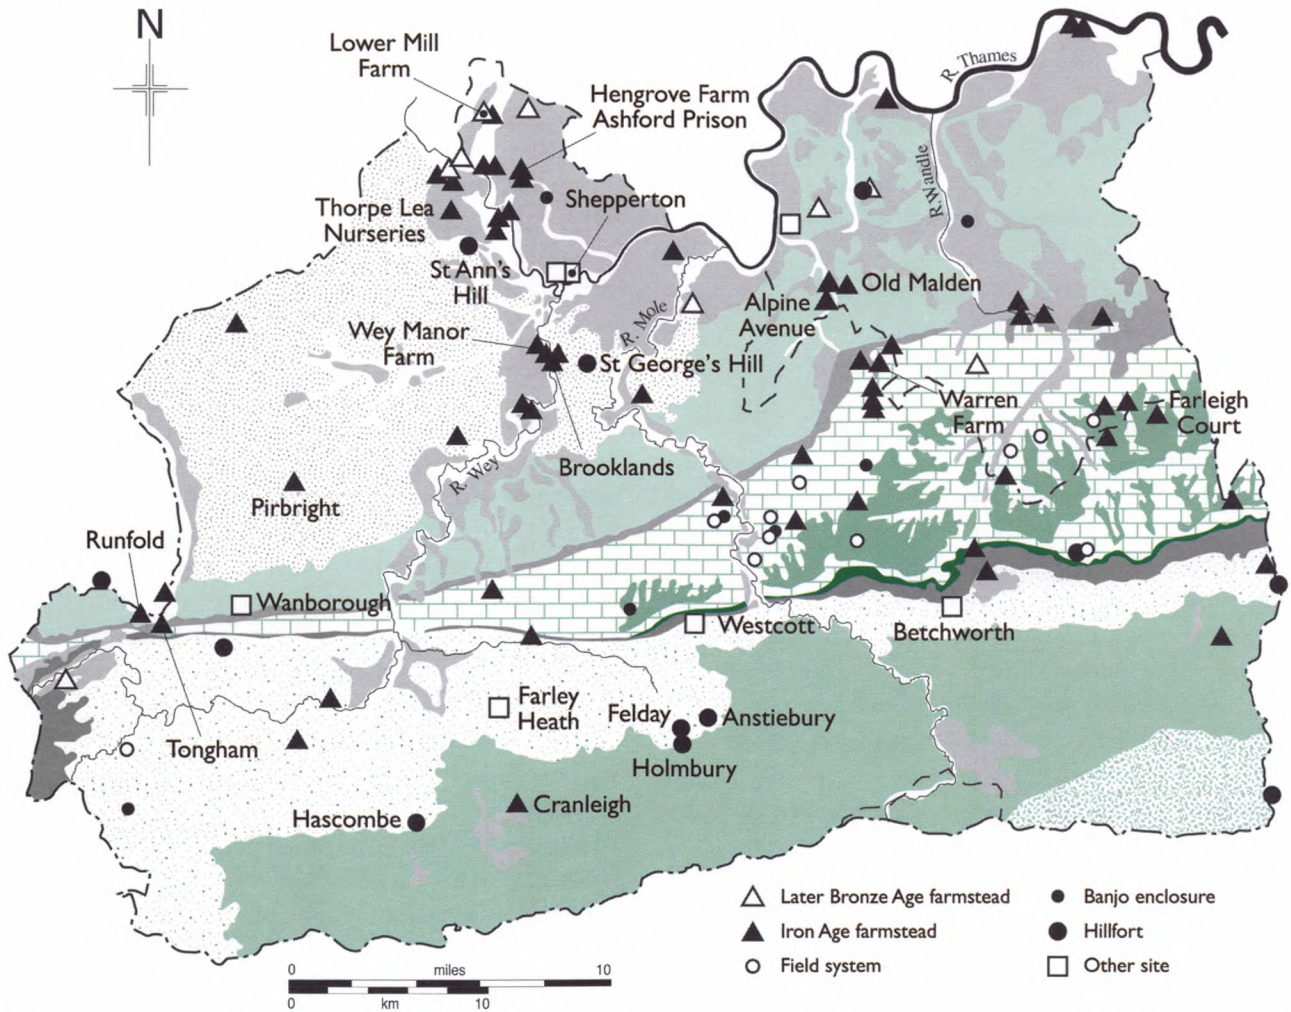 N
Lower Mill
Farm
R. Thames
Hengrove Farm
Ashford Prison
R.Wandle
Thorpe Lea
Nurseries
Shepperton
St Ann's
Hill
Old Malden
Alpine
Avenue
Wey Manor
Farm
R. Mole
St George's Hill
Warren
Farm
Farleigh
Court
Brooklands
R. Wey
Pirbright
Runfold
Wanborough
Westcott
Betchworth
Farley
Heath
Felday
Anstiebury
Tongham
Holmbury
Hascombe
Cranleigh
Later Bronze Age farmstead
Iron Age farmstead
Field system
Banjo enclosure
Hillfort
Other site
0 miles 10
0 km 10